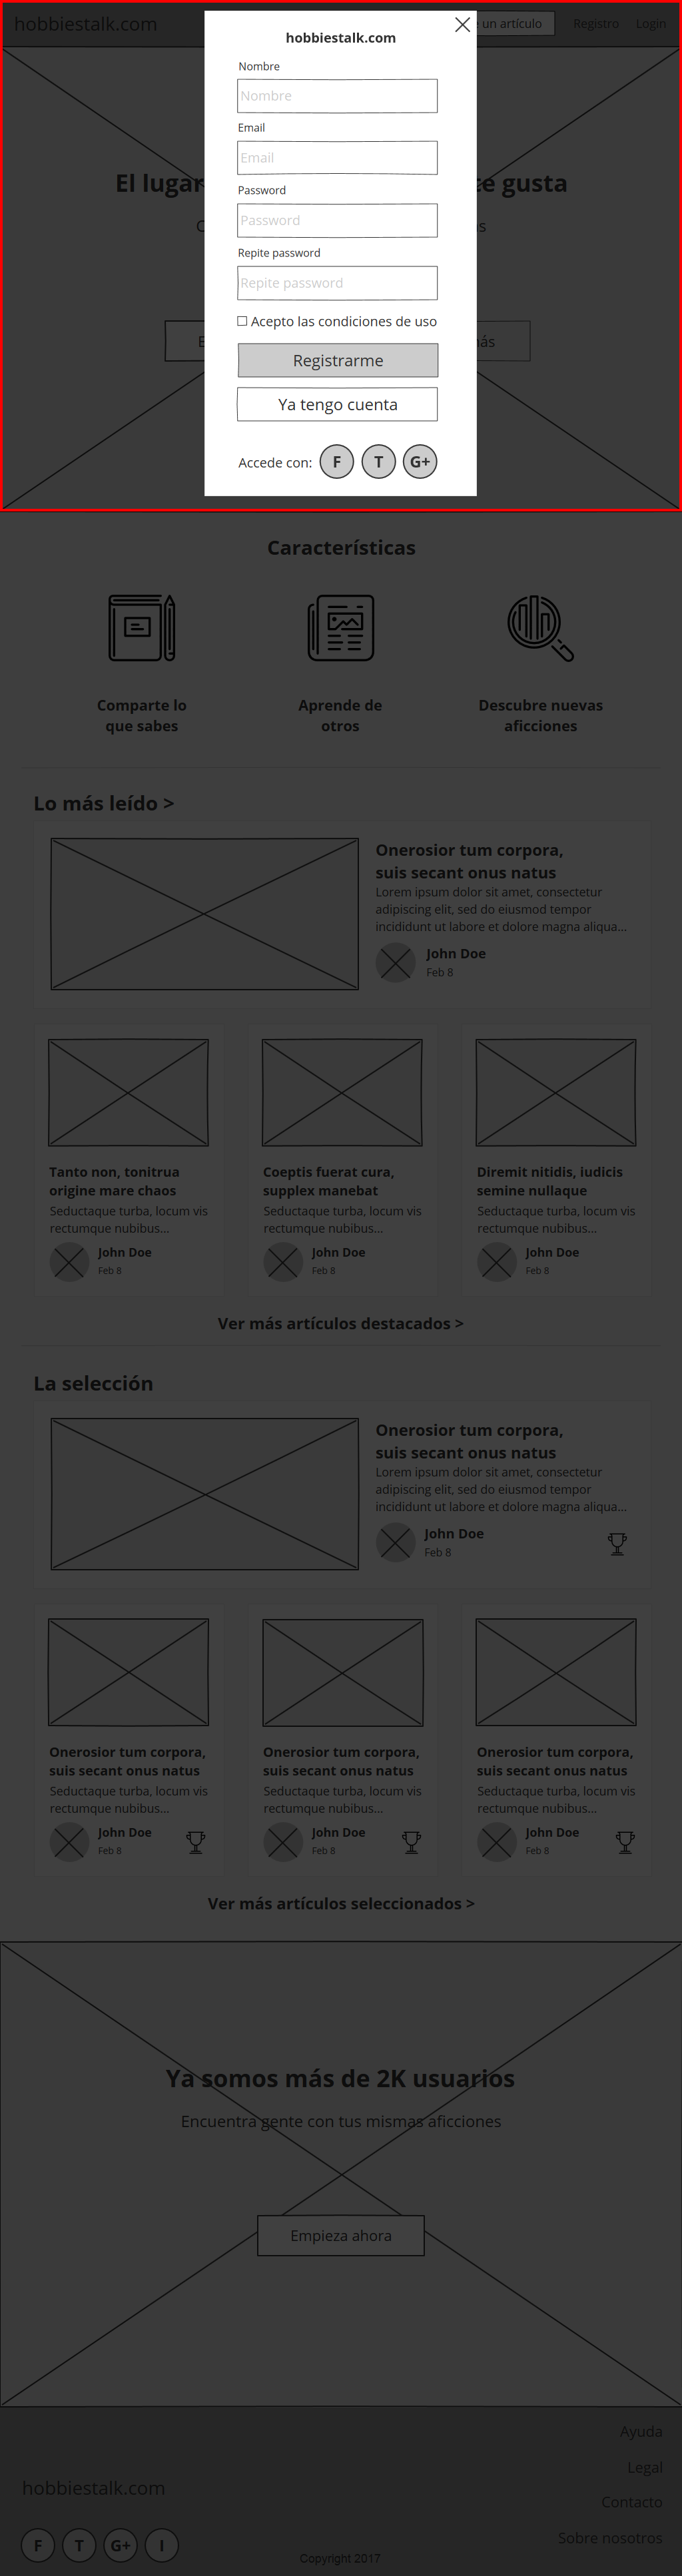 hobbiestalk.com
un artículo
Registro
Login
hobbiestalk.com
Nombre
Nombre
Email
Email
Password
Password
Repite password
Repite password
Acepto las condiciones de uso
Registrarme
Ya tengo cuenta
Accede con:
F
T
G+
El lugar
te gusta
Características
Comparte lo
que sabes
Aprende de
otros
Descubre nuevas
aficciones
Lo más leído >
Onerosior tum corpora,
suis secant onus natus
Lorem ipsum dolor sit amet, consectetur
adipiscing elit, sed do eiusmod tempor
incididunt ut labore et dolore magna aliqua...
John Doe
Feb 8
Tanto non, tonitrua
origine mare chaos
Seductaque turba, locum vis
rectumque nubibus...
John Doe
Feb 8
Coeptis fuerat cura,
supplex manebat
Seductaque turba, locum vis
rectumque nubibus...
John Doe
Feb 8
Diremit nitidis, iudicis
semine nullaque
Seductaque turba, locum vis
rectumque nubibus...
John Doe
Feb 8
Ver más artículos destacados >
La selección
Onerosior tum corpora,
suis secant onus natus
Lorem ipsum dolor sit amet, consectetur
adipiscing elit, sed do eiusmod tempor
incididunt ut labore et dolore magna aliqua...
John Doe
Feb 8
Onerosior tum corpora,
suis secant onus natus
Seductaque turba, locum vis
rectumque nubibus...
John Doe
Feb 8
Onerosior tum corpora,
suis secant onus natus
Seductaque turba, locum vis
rectumque nubibus...
John Doe
Feb 8
Onerosior tum corpora,
suis secant onus natus
Seductaque turba, locum vis
rectumque nubibus...
John Doe
Feb 8
Ver más artículos seleccionados >
Ya somos más de 2K usuarios
Encuentra gente con tus mismas aficciones
Empieza ahora
Ayuda
Legal
Contacto
Sobre nosotros
hobbiestalk.com
F
T
G+
I
Copyright 2017